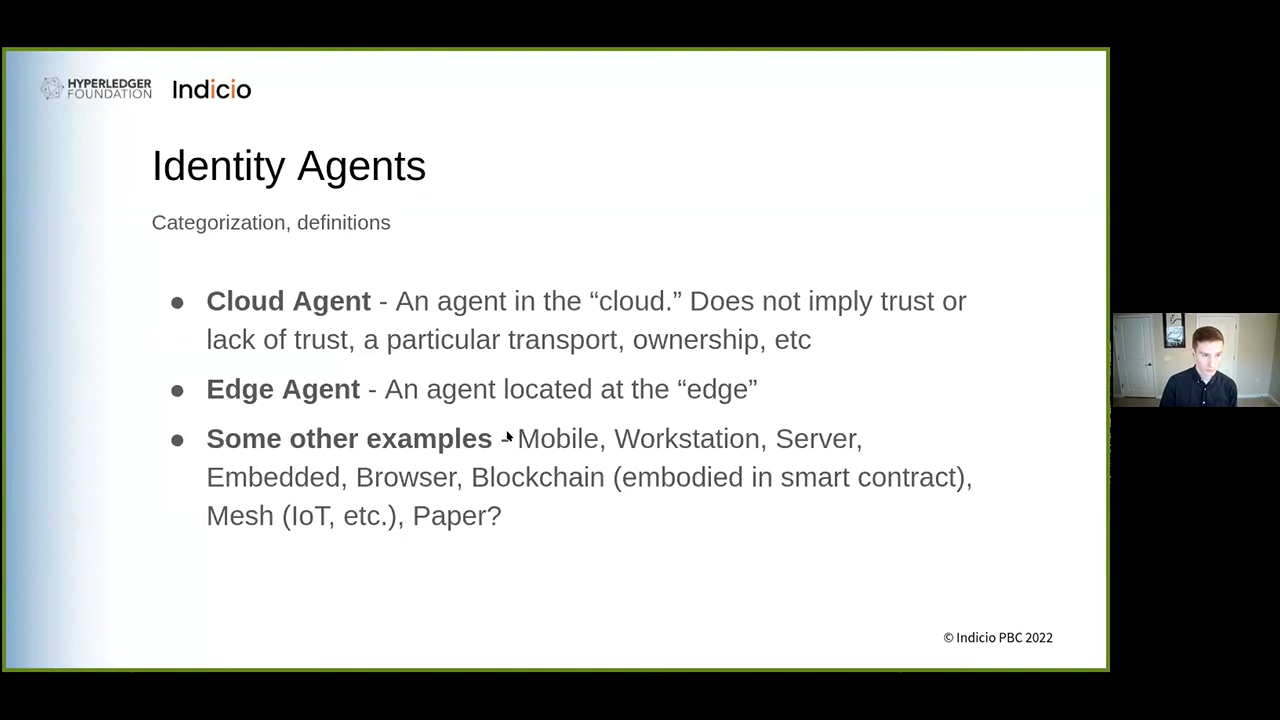 HYPERLEDGER
FOUNDATION
Indicio
Identity Agents
Categorization, definitions
● Cloud Agent - An agent in the “cloud.” Does not imply trust or
lack of trust, a particular transport, ownership, etc
● Edge Agent - An agent located at the “edge”
● Some other examples - Mobile, Workstation, Server,
Embedded, Browser, Blockchain (embodied in smart contract),
Mesh (IoT, etc.), Paper?
© Indicio PBC 2022